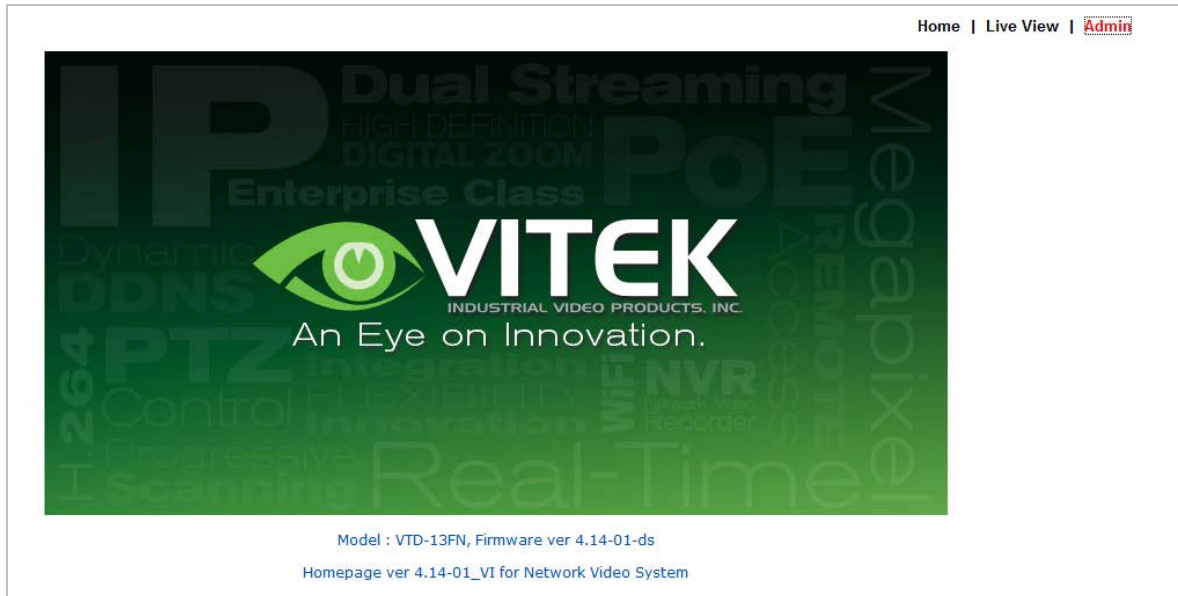 Home | Live View | Admin
IP
Dual Streaming
HIGH DEFINITION
DIGITAL ZOOM
PoE
Enterprise Class
Megapixel
Dynamic
DDNS
Access
REMOTE
VITEK
INDUSTRIAL VIDEO PRODUCTS, INC.
An Eye on Innovation.
H.264
PTZ
Control
Integration
FLEXIBILITY
Innovation
WiFi
NVR
Network Video
Recorder
Progressive
Scanning
Real-Time
Model : VTD-13FN, Firmware ver 4.14-01-ds
Homepage ver 4.14-01_VI for Network Video System